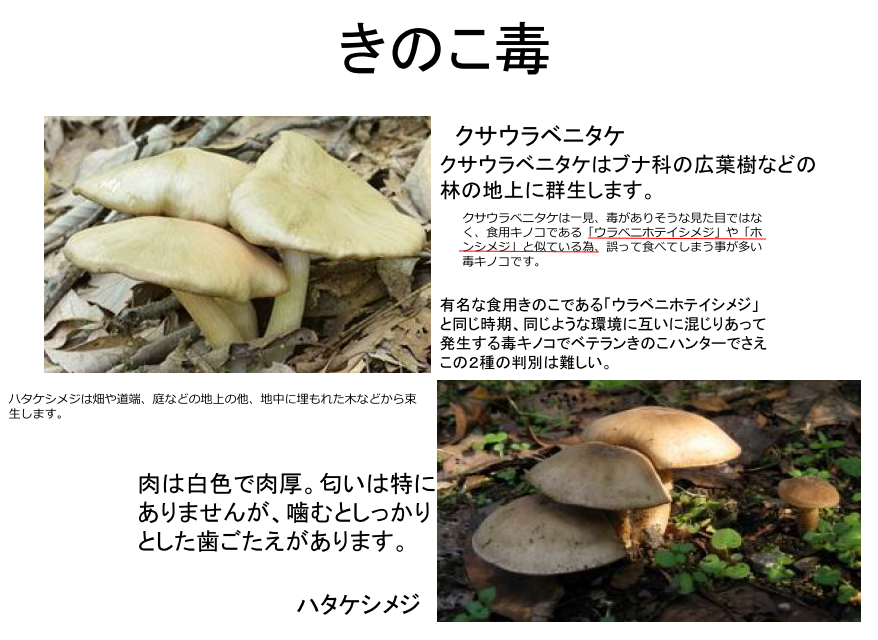 きのこ毒
クサウラベニタケ
クサウラベニタケはブナ科の広葉樹などの
林の地上に群生します。
クサウラベニタケは一見、毒がありそうな見た目ではな
く、食用キノコである「ウラベニホテイシメジ」や「ホ
ンシメジ」と似ている為、誤って食べてしまう事が多い
毒キノコです。
有名な食用きのこである｢ウラベニホテイシメジ」
と同じ時期、同じような環境に互いに混じりあって
発生する毒キノコでベテランきのこハンターでさえ
この２種の判別は難しい。
ハタケシメジは畑や道端、庭などの地上の他、地中に埋もれた木などから束
生します。
肉は白色で肉厚。匂いは特に
ありませんが、噛むとしっかり
とした歯ごたえがあります。
ハタケシメジ